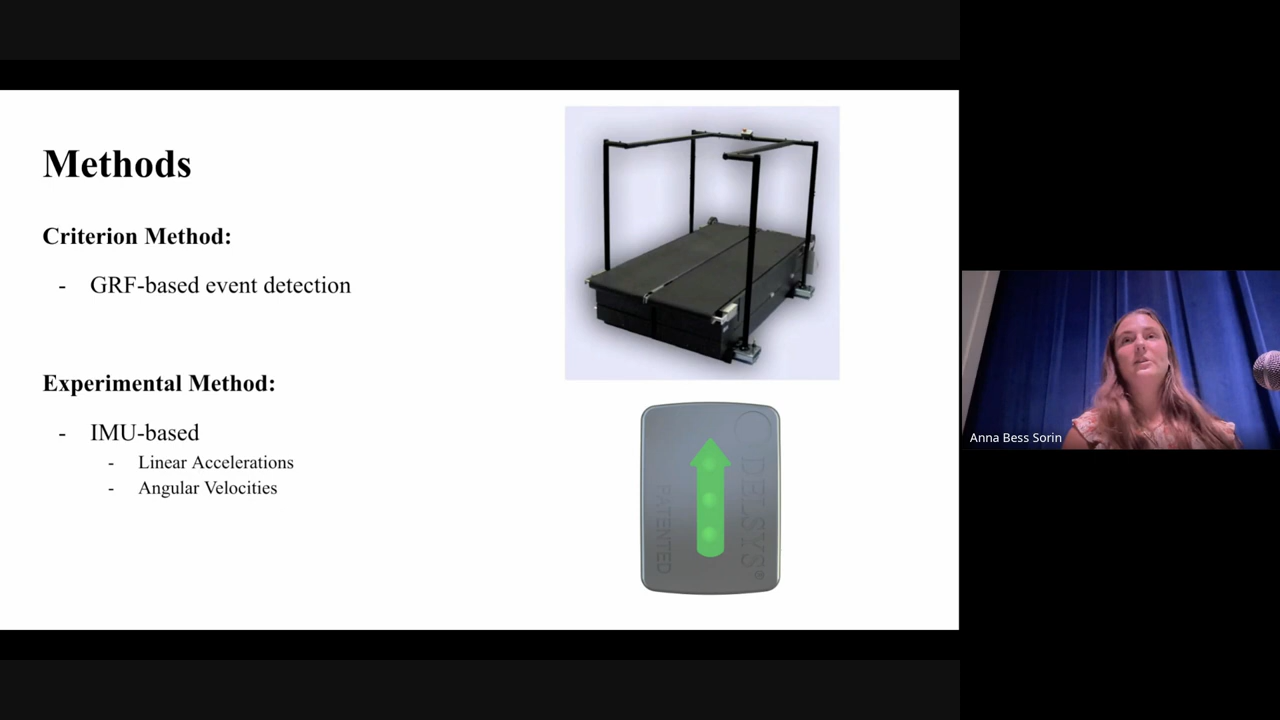 Methods
Criterion Method:
- GRF-based event detection
Experimental Method:
- IMU-based
- Linear Accelerations
- Angular Velocities
DELSYS®
PATENTED
Anna Bess Sorin